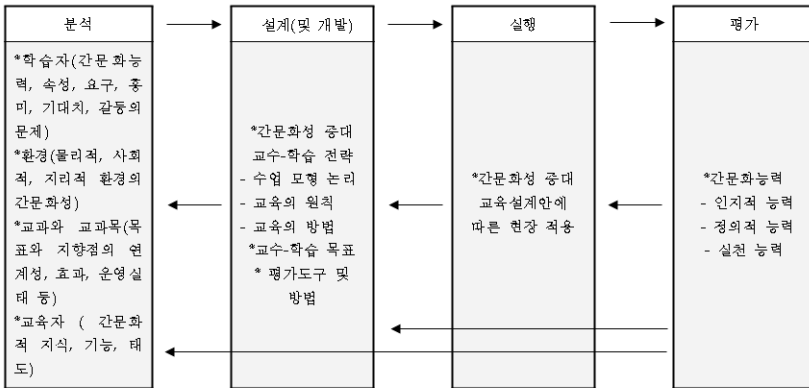 분석
*학습자(간문화능
력, 속성, 요구, 흥
미, 기대치, 갈등의
문제)
*환경(물리적, 사회
적, 지리적 환경의
간문화성)
*교과와 교과목(목
표와 지향점의 연
계성, 효과, 운영실
태 등)
*교육자 ( 간문화
적 지식, 기능, 태
도)
설계(및 개발)
*간문화성 증대
교수-학습 전략
- 수업 모형 논리
- 교육의 원칙
- 교육의 방법
*교수-학습 목표
* 평가도구 및
방법
실행
*간문화성 증대
교육설계안에
따른 현장 적용
평가
*간문화능력
- 인지적 능력
- 정의적 능력
- 실천 능력